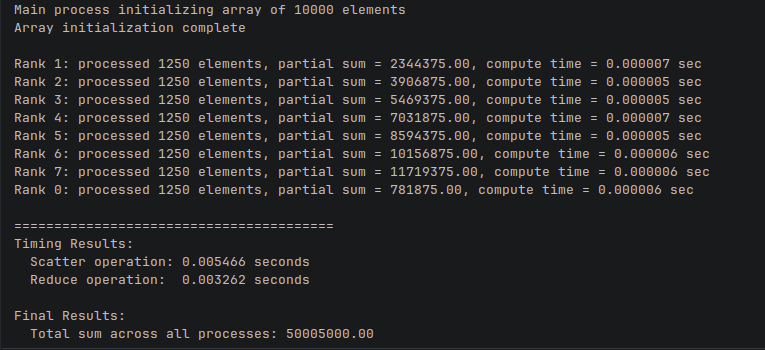 Main process initializing array of 10000 elements
Array initialization complete
Rank 1: processed 1250 elements, partial sum = 2344375.00, compute time = 0.000007 sec
Rank 2: processed 1250 elements, partial sum = 3906875.00, compute time = 0.000005 sec
Rank 3: processed 1250 elements, partial sum = 5469375.00, compute time = 0.000005 sec
Rank 4: processed 1250 elements, partial sum = 7031875.00, compute time = 0.000007 sec
Rank 5: processed 1250 elements, partial sum = 8594375.00, compute time = 0.000005 sec
Rank 6: processed 1250 elements, partial sum = 10156875.00, compute time = 0.000006 sec
Rank 7: processed 1250 elements, partial sum = 11719375.00, compute time = 0.000006 sec
Rank 0: processed 1250 elements, partial sum = 781875.00, compute time = 0.000006 sec
========================================
Timing Results:
  Scatter operation: 0.005466 seconds
  Reduce operation:  0.003262 seconds
Final Results:
  Total sum across all processes: 50005000.00